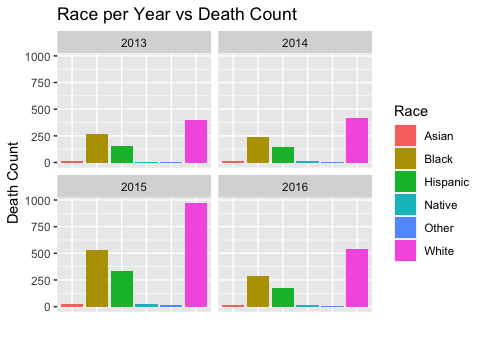 Race per Year vs Death Count
2013
2014
1000
750
500
250
0
2015
2016
1000
750
500
250
0
Death Count
Race
Asian
Black
Hispanic
Native
Other
White